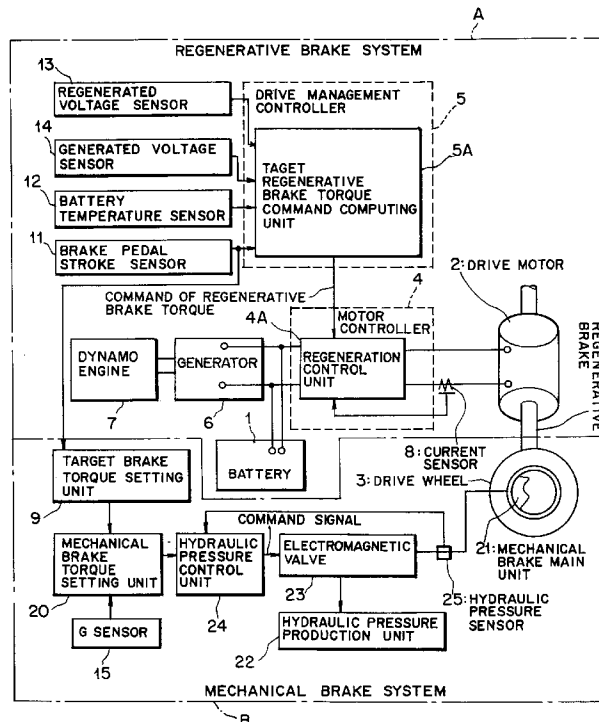 A
REGENERATIVE BRAKE SYSTEM
13
REGENERATED
VOLTAGE SENSOR
DRIVE MANAGEMENT
CONTROLLER
5
14
GENERATED VOLTAGE
SENSOR
5A
TAGET
REGENERATIVE
BRAKE TORQUE
COMMAND COMPUTING
UNIT
12
BATTERY
TEMPERATURE SENSOR
11
BRAKE PEDAL
STROKE SENSOR
2: DRIVE MOTOR
COMMAND OF REGENERATIVE
BRAKE TORQUE
4
4A
MOTOR
CONTROLLER
REGENERATIVE
BRAKE
DYNAMO
ENGINE
GENERATOR
REGENERATION
CONTROL
UNIT
7
6
1
BATTERY
8: CURRENT
SENSOR
3: DRIVE WHEEL
TARGET BRAKE
TORQUE SETTING
UNIT
9
COMMAND SIGNAL
MECHANICAL
BRAKE
TORQUE
SETTING UNIT
HYDRAULIC
PRESSURE
CONTROL
UNIT
ELECTROMAGNETIC
VALVE
21: MECHANICAL
BRAKE MAIN
UNIT
20
24
23
25: HYDRAULIC
PRESSURE
SENSOR
G SENSOR
15
HYDRAULIC PRESSURE
PRODUCTION UNIT
22
MECHANICAL BRAKE SYSTEM
B